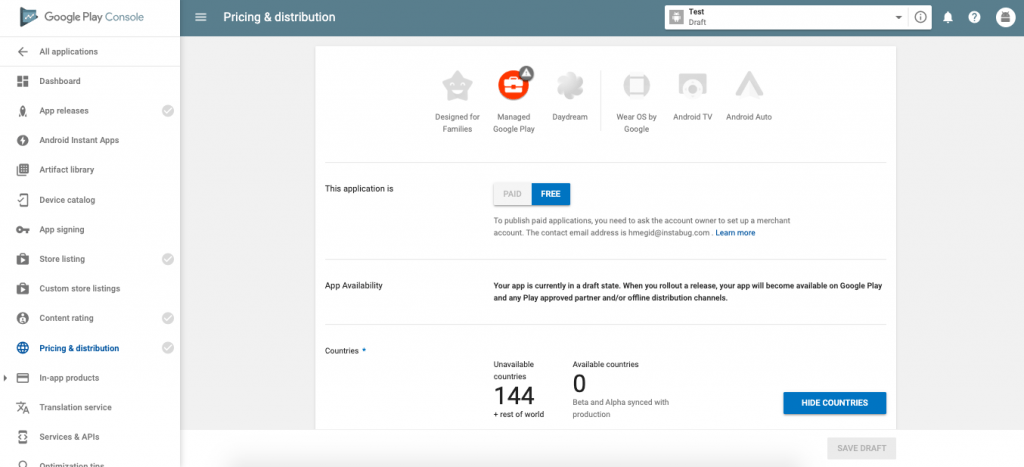 Google Play Console
Pricing & distribution
Test
Draft
All applications
Dashboard
App releases
Android Instant Apps
Artifact library
Device catalog
App signing
Store listing
Custom store listings
Content rating
Pricing & distribution
In-app products
Translation service
Services & APIs
Optimization tips
Designed for
Families
Managed
Google Play
Daydream
Wear OS by
Google
Android TV
Android Auto
This application is
PAID
FREE
To publish paid applications, you need to ask the account owner to set up a merchant
account. The contact email address is hmegid@instabug.com . Learn more
App Availability
Your app is currently in a draft state. When you rollout a release, your app will become available on Google Play
and any Play approved partner and/or offline distribution channels.
Countries *
Unavailable
countries
144
+ rest of world
Available countries
0
Beta and Alpha synced with
production
HIDE COUNTRIES
SAVE DRAFT